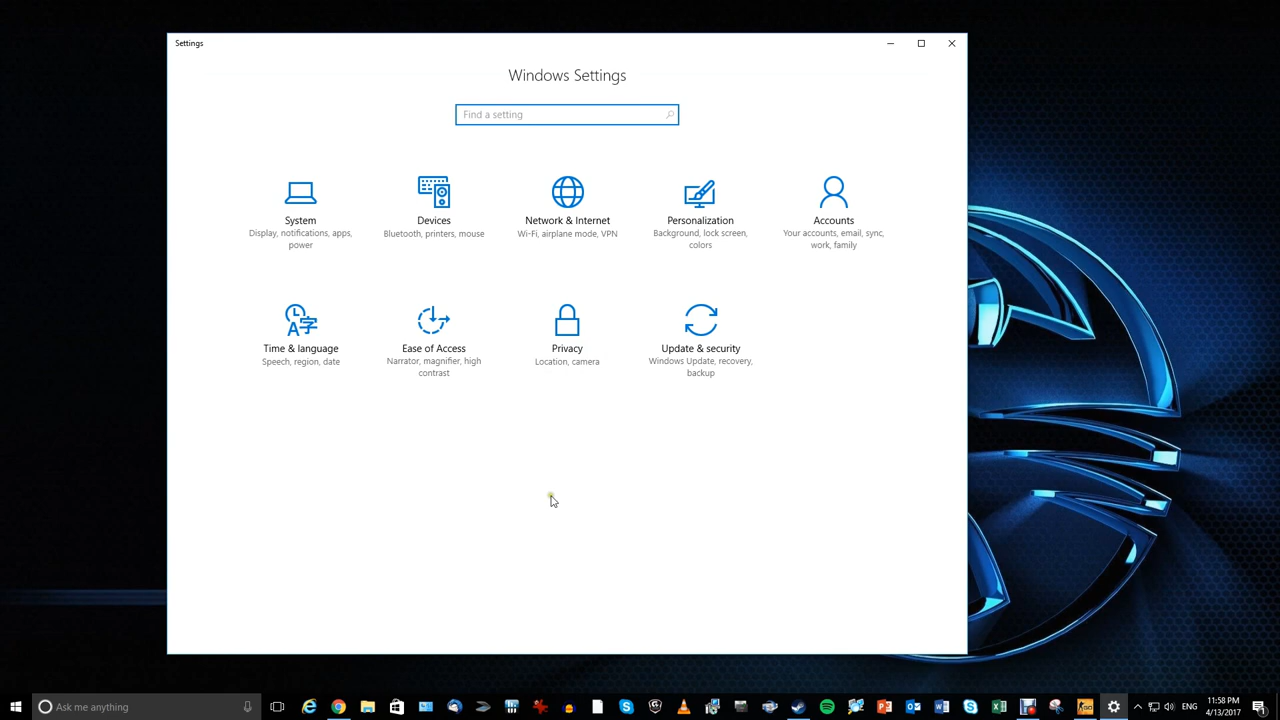 Settings
Windows Settings
Find a setting
System
Display, notifications, apps,
power
Devices
Bluetooth, printers, mouse
Network & Internet
Wi-Fi, airplane mode, VPN
Personalization
Background, lock screen,
colors
Accounts
Your accounts, email, sync,
work, family
Time & language
Speech, region, date
Ease of Access
Narrator, magnifier, high
contrast
Privacy
Location, camera
Update & security
Windows Update, recovery,
backup
Ask me anything
ENG
11:58 PM
4/13/2017